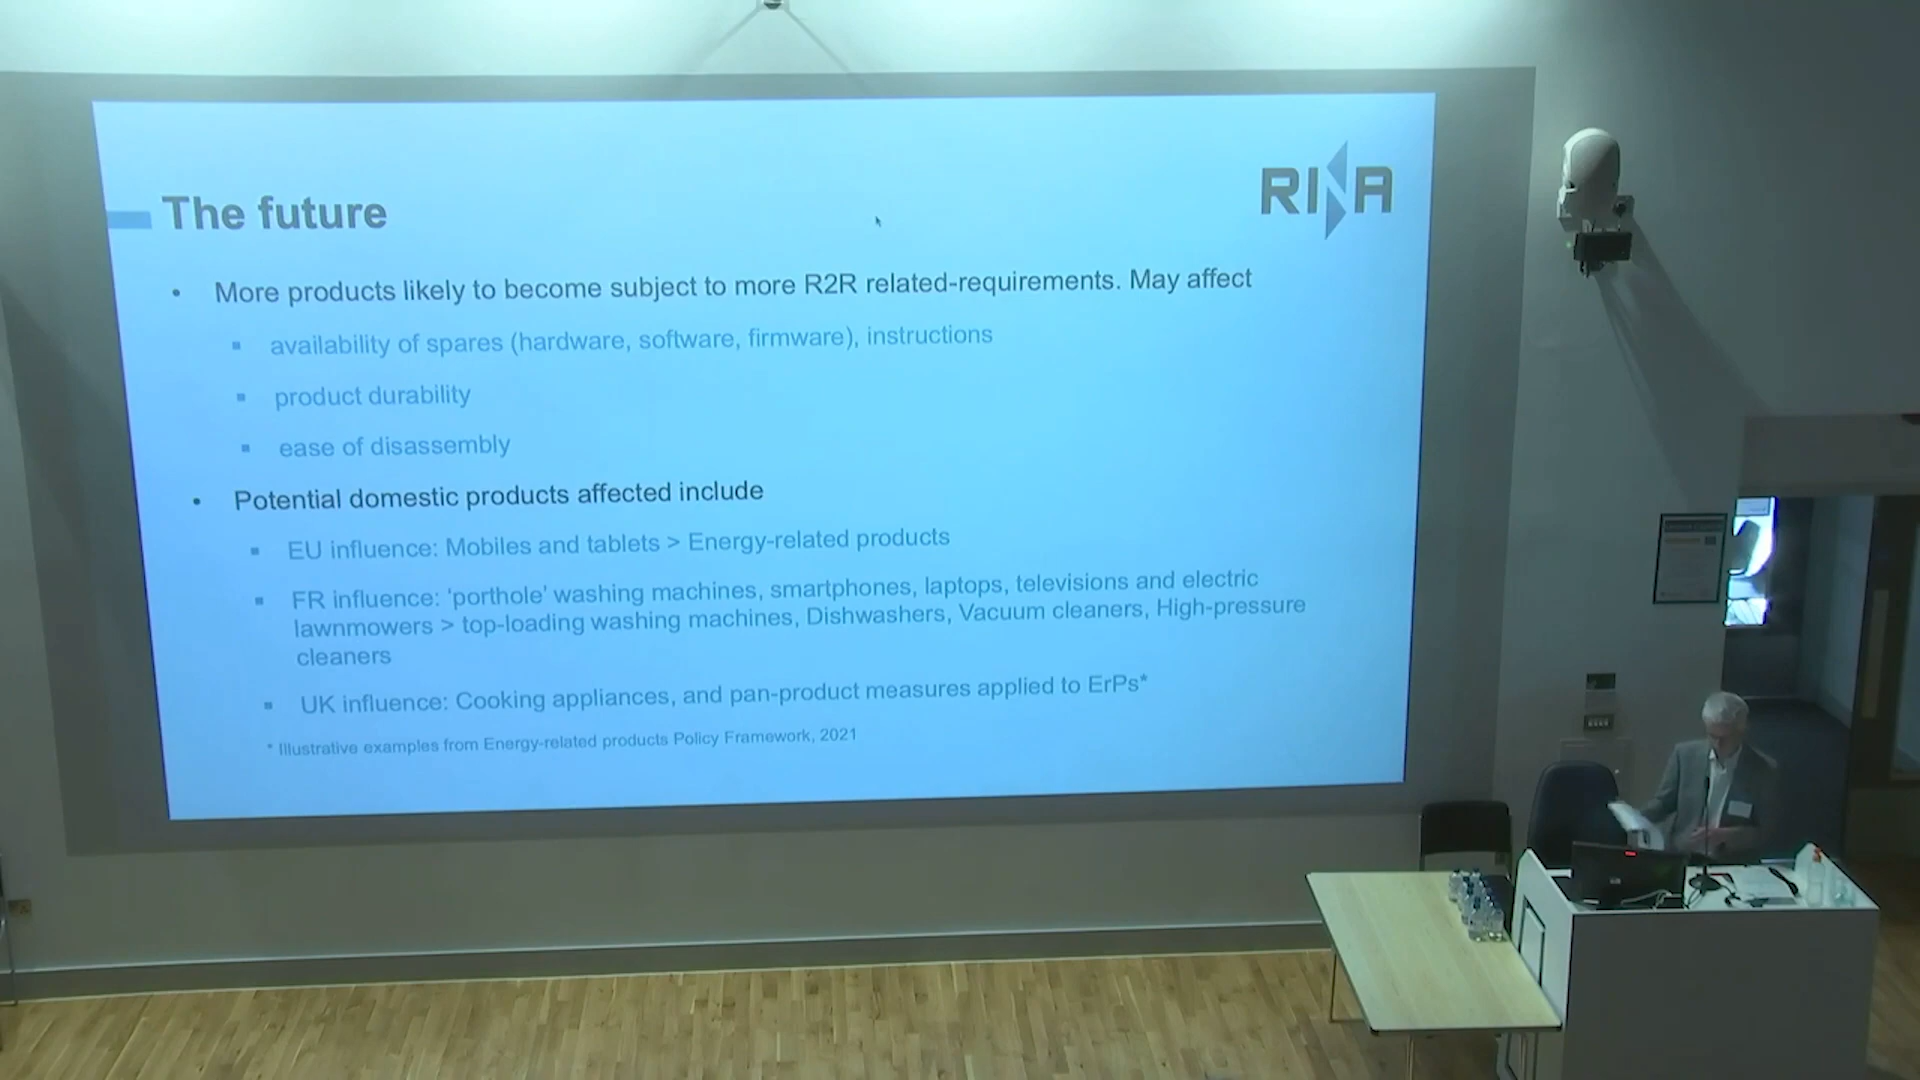 RINA
The future
• More products likely to become subject to more R2R related-requirements. May affect
▪ availability of spares (hardware, software, firmware), instructions
▪ product durability
▪ ease of disassembly
• Potential domestic products affected include
▪ EU influence: Mobiles and tablets > Energy-related products
▪ FR influence: ‘porthole’ washing machines, smartphones, laptops, televisions and electric
lawnmowers > top-loading washing machines, Dishwashers, Vacuum cleaners, High-pressure
cleaners
▪ UK influence: Cooking appliances, and pan-product measures applied to ErPs*
* Illustrative examples from Energy-related products Policy Framework, 2021